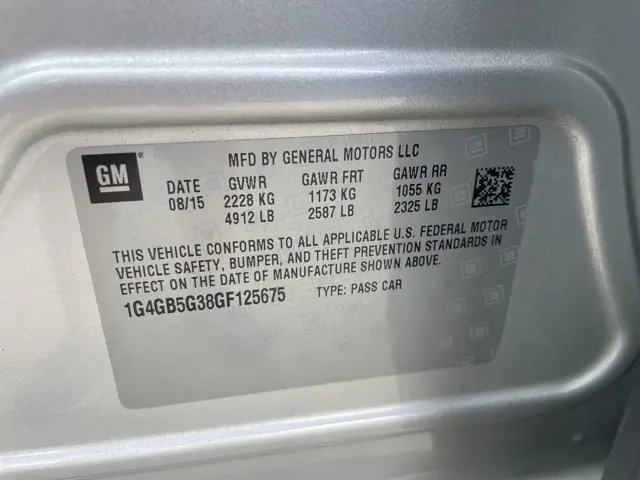 GM ®
MFD BY GENERAL MOTORS LLC
DATE GVWR GAWR FRT GAWR RR
08/15 2228 KG 1173 KG 1055 KG
4912 LB 2587 LB 2325 LB
THIS VEHICLE CONFORMS TO ALL APPLICABLE U.S. FEDERAL MOTOR
VEHICLE SAFETY, BUMPER, AND THEFT PREVENTION STANDARDS IN
EFFECT ON THE DATE OF MANUFACTURE SHOWN ABOVE.
1G4GB5G38GF125675 TYPE: PASS CAR